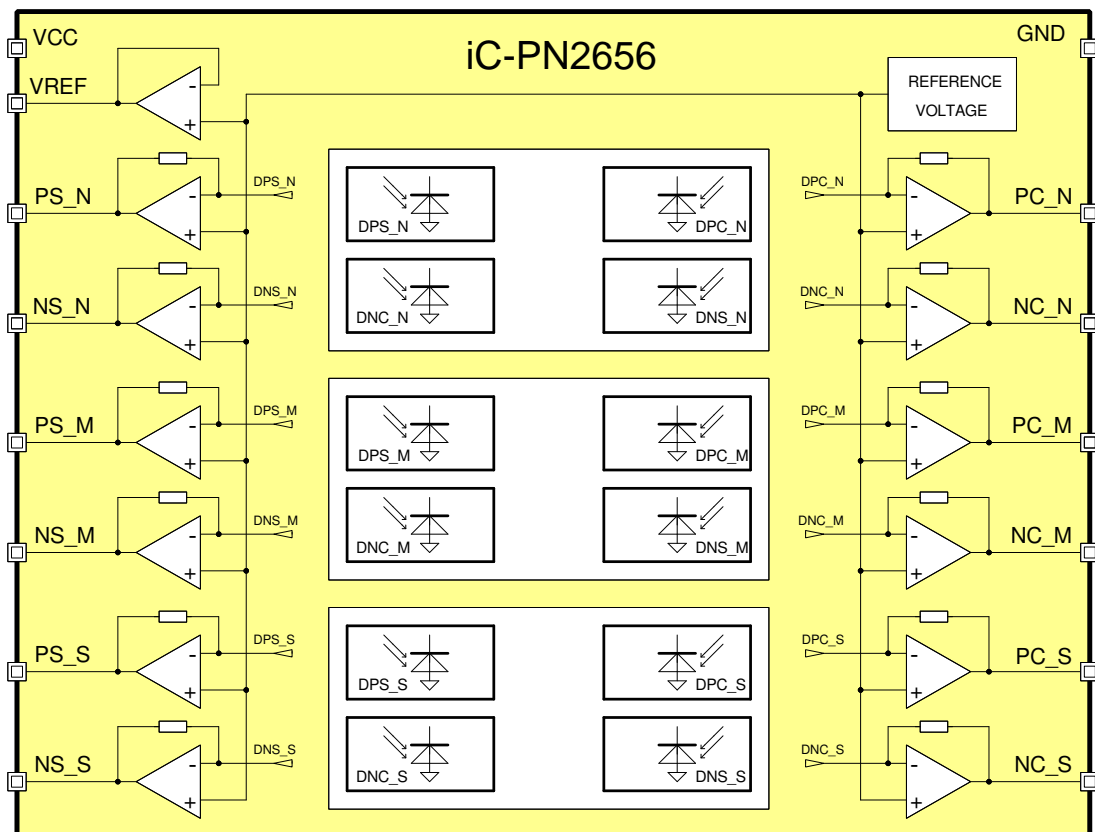 iC-PN2656
VCC
GND
VREF
REFERENCE
VOLTAGE
-
+
PS_N
DPS_N
-
+
DPS_N
DPC_N
DPC_N
-
+
PC_N
NS_N
DNS_N
-
+
DNC_N
DNS_N
DNC_N
-
+
NC_N
PS_M
DPS_M
-
+
DPS_M
DPC_M
DPC_M
-
+
PC_M
NS_M
DNS_M
-
+
DNC_M
DNS_M
DNC_M
-
+
NC_M
PS_S
DPS_S
-
+
DPS_S
DPC_S
DPC_S
-
+
PC_S
NS_S
DNS_S
-
+
DNC_S
DNS_S
DNC_S
-
+
NC_S